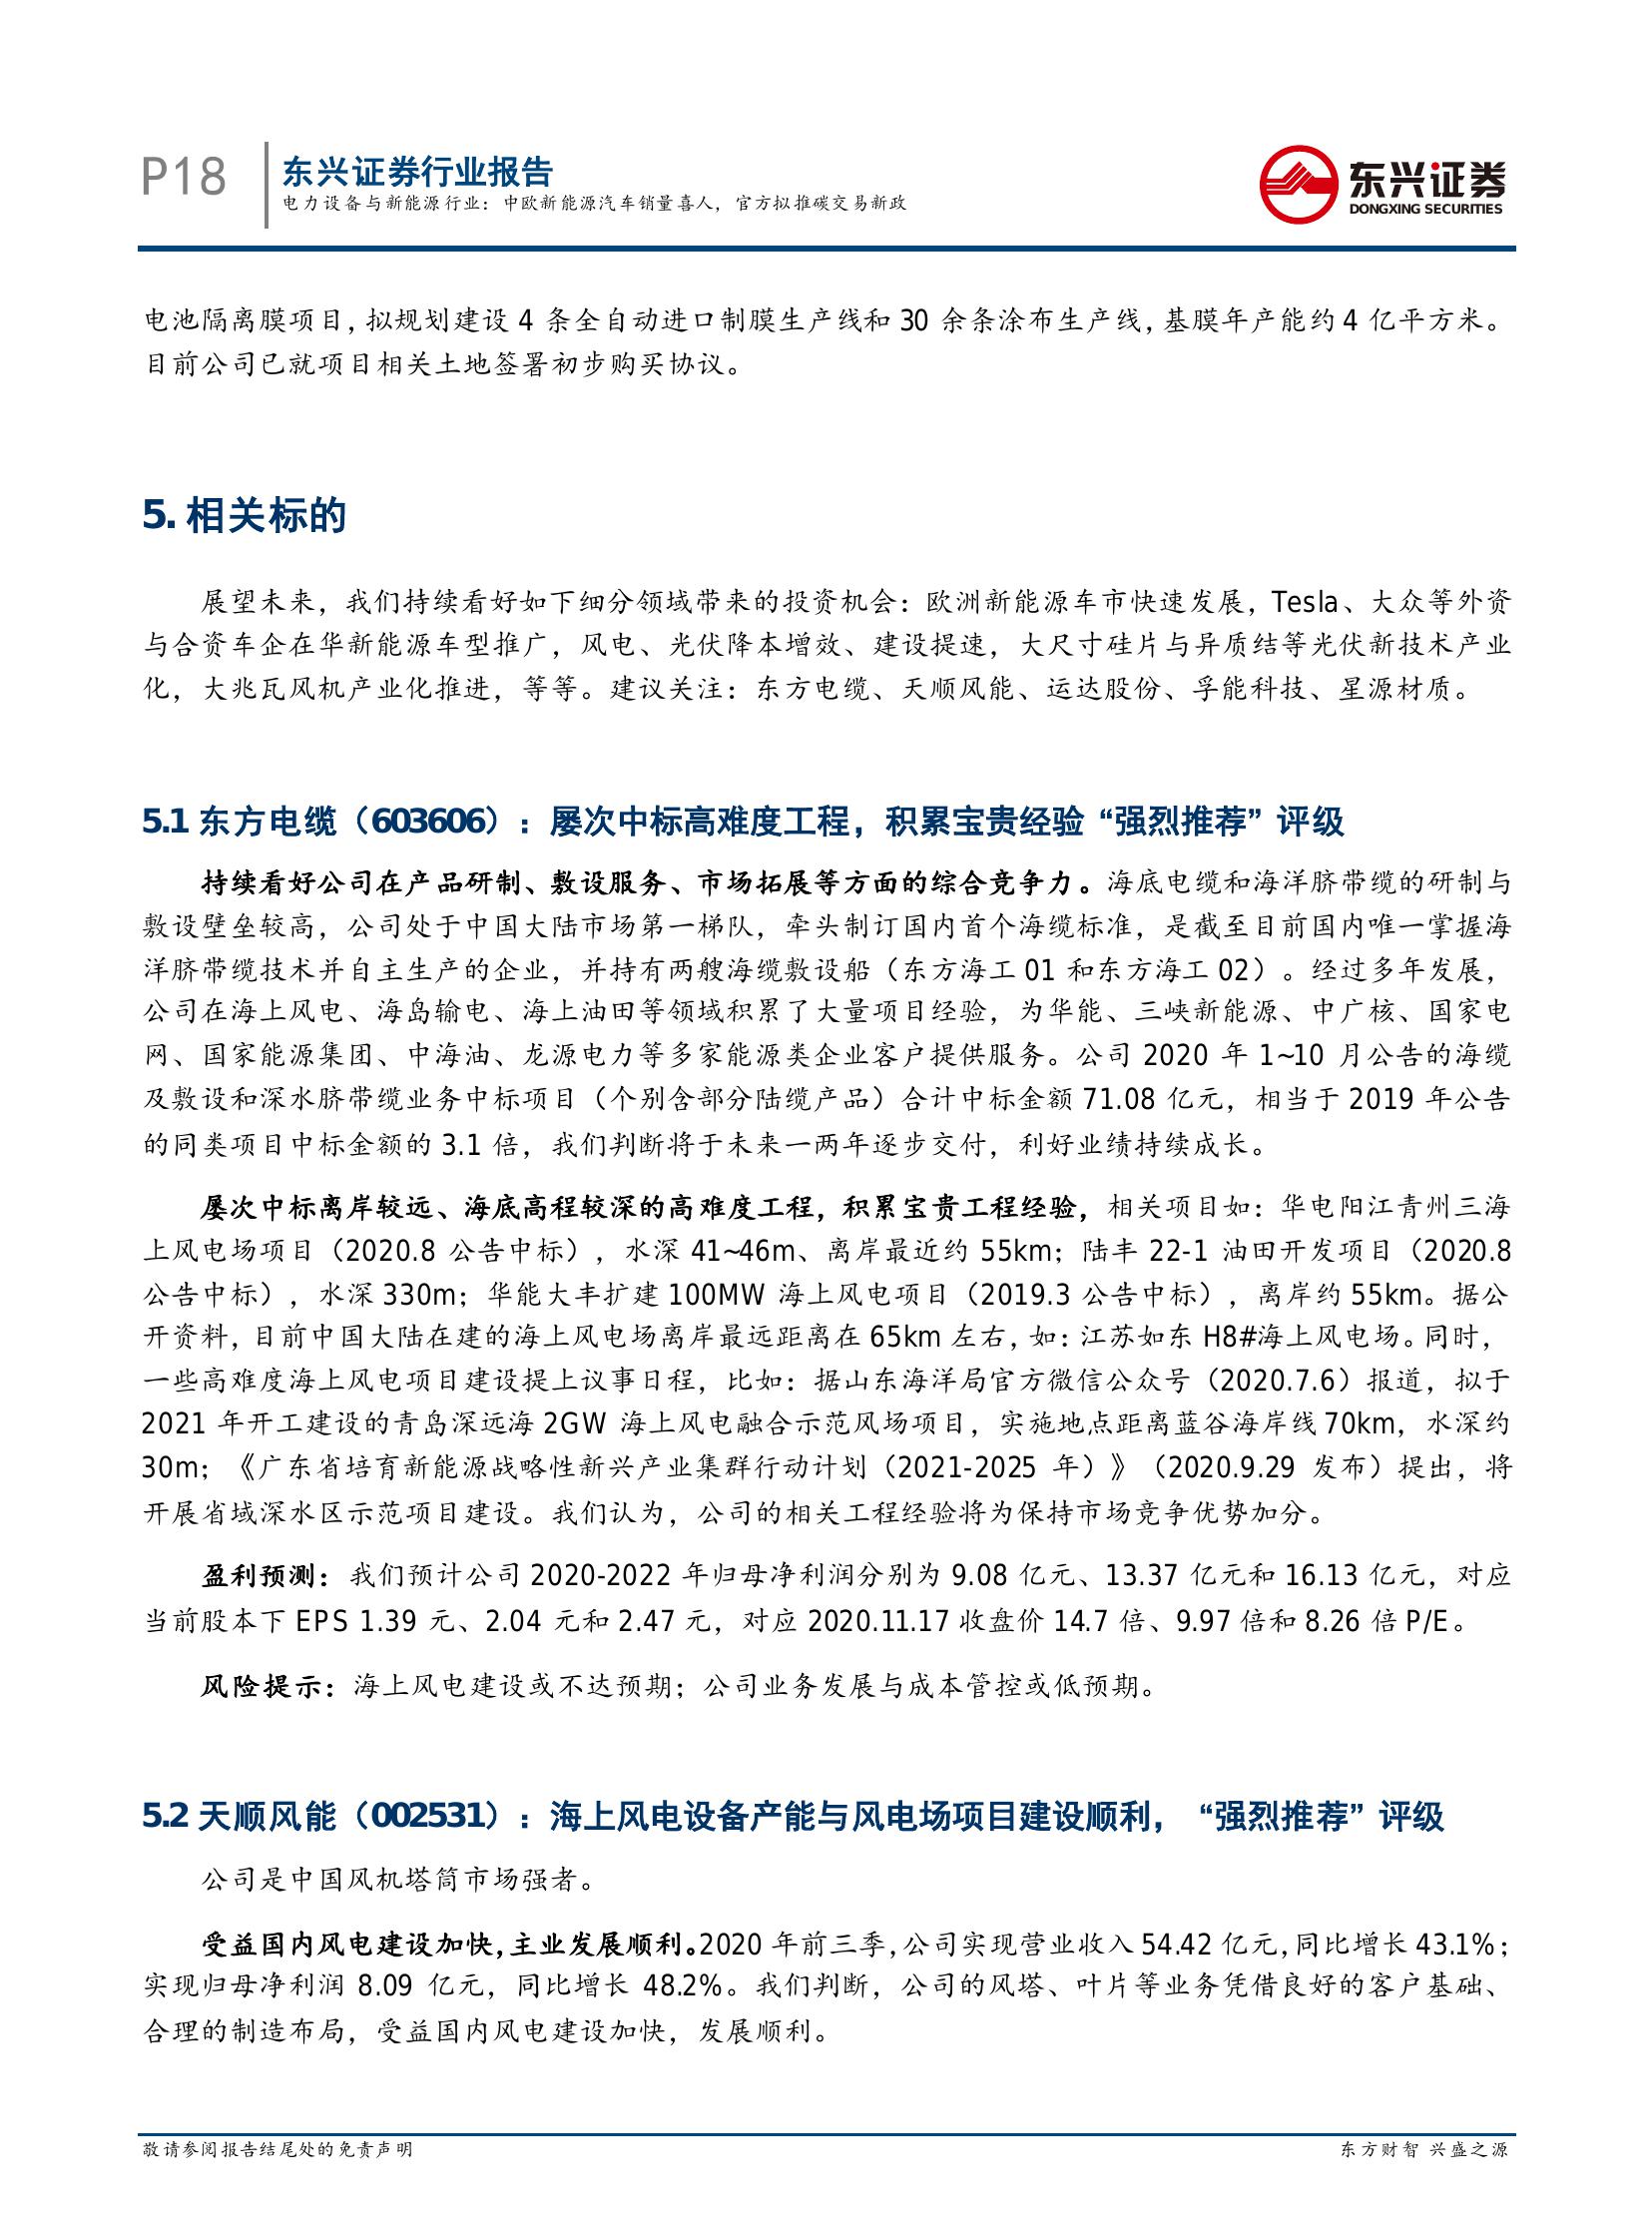 P18
东兴证券行业报告
电力设备与新能源行业：中欧新能源汽车销量喜人，官方拟推碳交易新政
东兴证券
DONGXING SECURITIES
电池隔离膜项目，拟规划建设 4 条全自动进口制膜生产线和 30 余条涂布生产线，基膜年产能约 4 亿平方米。
目前公司已就项目相关土地签署初步购买协议。
5. 相关标的
展望未来，我们持续看好如下细分领域带来的投资机会：欧洲新能源车市快速发展，Tesla、大众等外资
与合资车企在华新能源车型推广，风电、光伏降本增效、建设提速，大尺寸硅片与异质结等光伏新技术产业
化，大兆瓦风机产业化推进，等等。建议关注：东方电缆、天顺风能、运达股份、孚能科技、星源材质。
5.1 东方电缆（603606）：屡次中标高难度工程，积累宝贵经验 “强烈推荐” 评级
持续看好公司在产品研制、敷设服务、市场拓展等方面的综合竞争力。海底电缆和海洋脐带缆的研制与
敷设壁垒较高，公司处于中国大陆市场第一梯队，牵头制订国内首个海缆标准，是截至目前国内唯一掌握海
洋脐带缆技术并自主生产的企业，并持有两艘海缆敷设船（东方海工 01 和东方海工 02）。经过多年发展，
公司在海上风电、海岛输电、海上油田等领域积累了大量项目经验，为华能、三峡新能源、中广核、国家电
网、国家能源集团、中海油、龙源电力等多家能源类企业客户提供服务。公司 2020 年 1~10 月公告的海缆
及敷设和深水脐带缆业务中标项目（个别含部分陆缆产品）合计中标金额 71.08 亿元，相当于 2019 年公告
的同类项目中标金额的 3.1 倍，我们判断将于未来一两年逐步交付，利好业绩持续成长。
屡次中标离岸较远、海底高程较深的高难度工程，积累宝贵工程经验，相关项目如：华电阳江青州三海
上风电场项目（2020.8 公告中标），水深 41~46m、离岸最近约 55km；陆丰 22-1 油田开发项目（2020.8
公告中标），水深 330m；华能大丰扩建 100MW 海上风电项目（2019.3 公告中标），离岸约 55km。据公
开资料，目前中国大陆在建的海上风电场离岸最远距离在 65km 左右，如：江苏如东 H8#海上风电场。同时，
一些高难度海上风电项目建设提上议事日程，比如：据山东海洋局官方微信公众号（2020.7.6）报道，拟于
2021 年开工建设的青岛深远海 2GW 海上风电融合示范风场项目，实施地点距离蓝谷海岸线 70km，水深约
30m；《广东省培育新能源战略性新兴产业集群行动计划（2021-2025 年）》（2020.9.29 发布）提出，将
开展省域深水区示范项目建设。我们认为，公司的相关工程经验将为保持市场竞争优势加分。
盈利预测：我们预计公司 2020-2022 年归母净利润分别为 9.08 亿元、13.37 亿元和 16.13 亿元，对应
当前股本下 EPS 1.39 元、2.04 元和 2.47 元，对应 2020.11.17 收盘价 14.7 倍、9.97 倍和 8.26 倍 P/E。
风险提示：海上风电建设或不达预期；公司业务发展与成本管控或低预期。
5.2 天顺风能（002531）：海上风电设备产能与风电场项目建设顺利， “强烈推荐” 评级
公司是中国风机塔筒市场强者。
受益国内风电建设加快，主业发展顺利。2020 年前三季，公司实现营业收入 54.42 亿元，同比增长 43.1%；
实现归母净利润 8.09 亿元，同比增长 48.2%。我们判断，公司的风塔、叶片等业务凭借良好的客户基础、
合理的制造布局，受益国内风电建设加快，发展顺利。
敬请参阅报告结尾处的免责声明
东方财智 兴盛之源